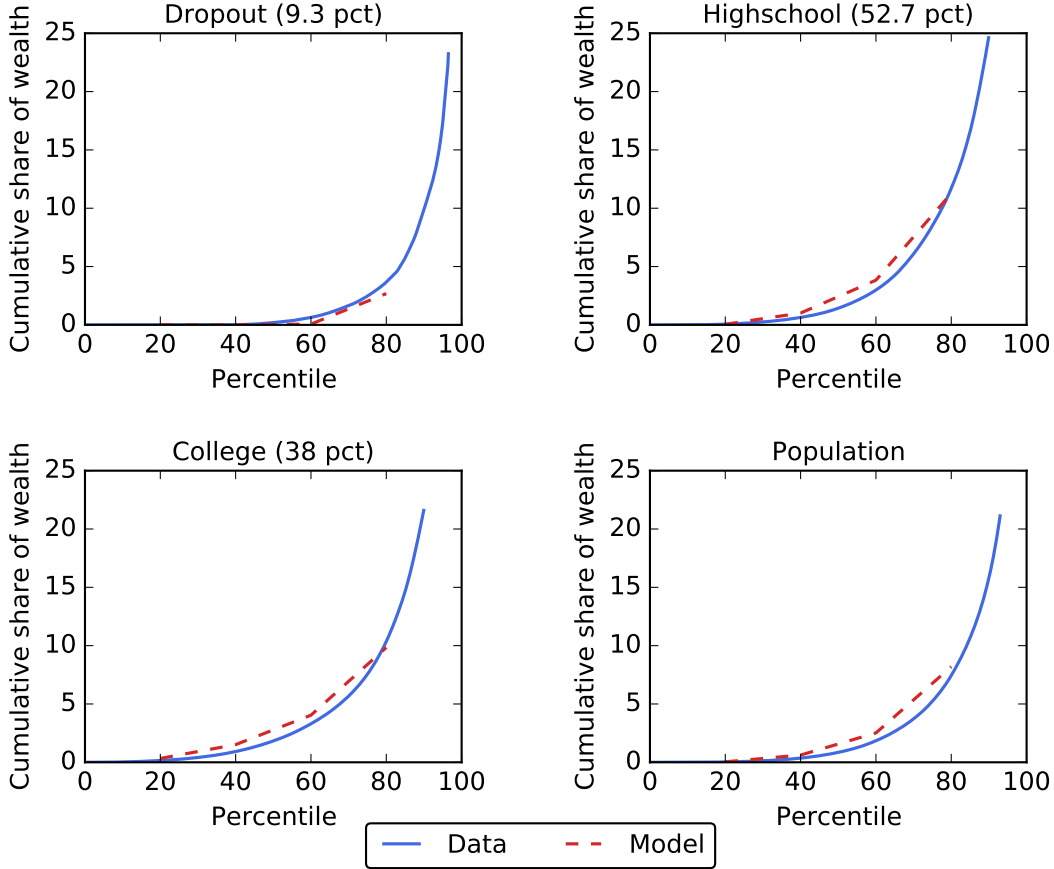 Dropout (9.3 pct)
Cumulative share of wealth
25
20
15
10
5
0
0 20 40 60 80 100
Percentile
Highschool (52.7 pct)
Cumulative share of wealth
25
20
15
10
5
0
0 20 40 60 80 100
Percentile
College (38 pct)
Cumulative share of wealth
25
20
15
10
5
0
0 20 40 60 80 100
Percentile
Population
Cumulative share of wealth
25
20
15
10
5
0
0 20 40 60 80 100
Percentile
Data Model